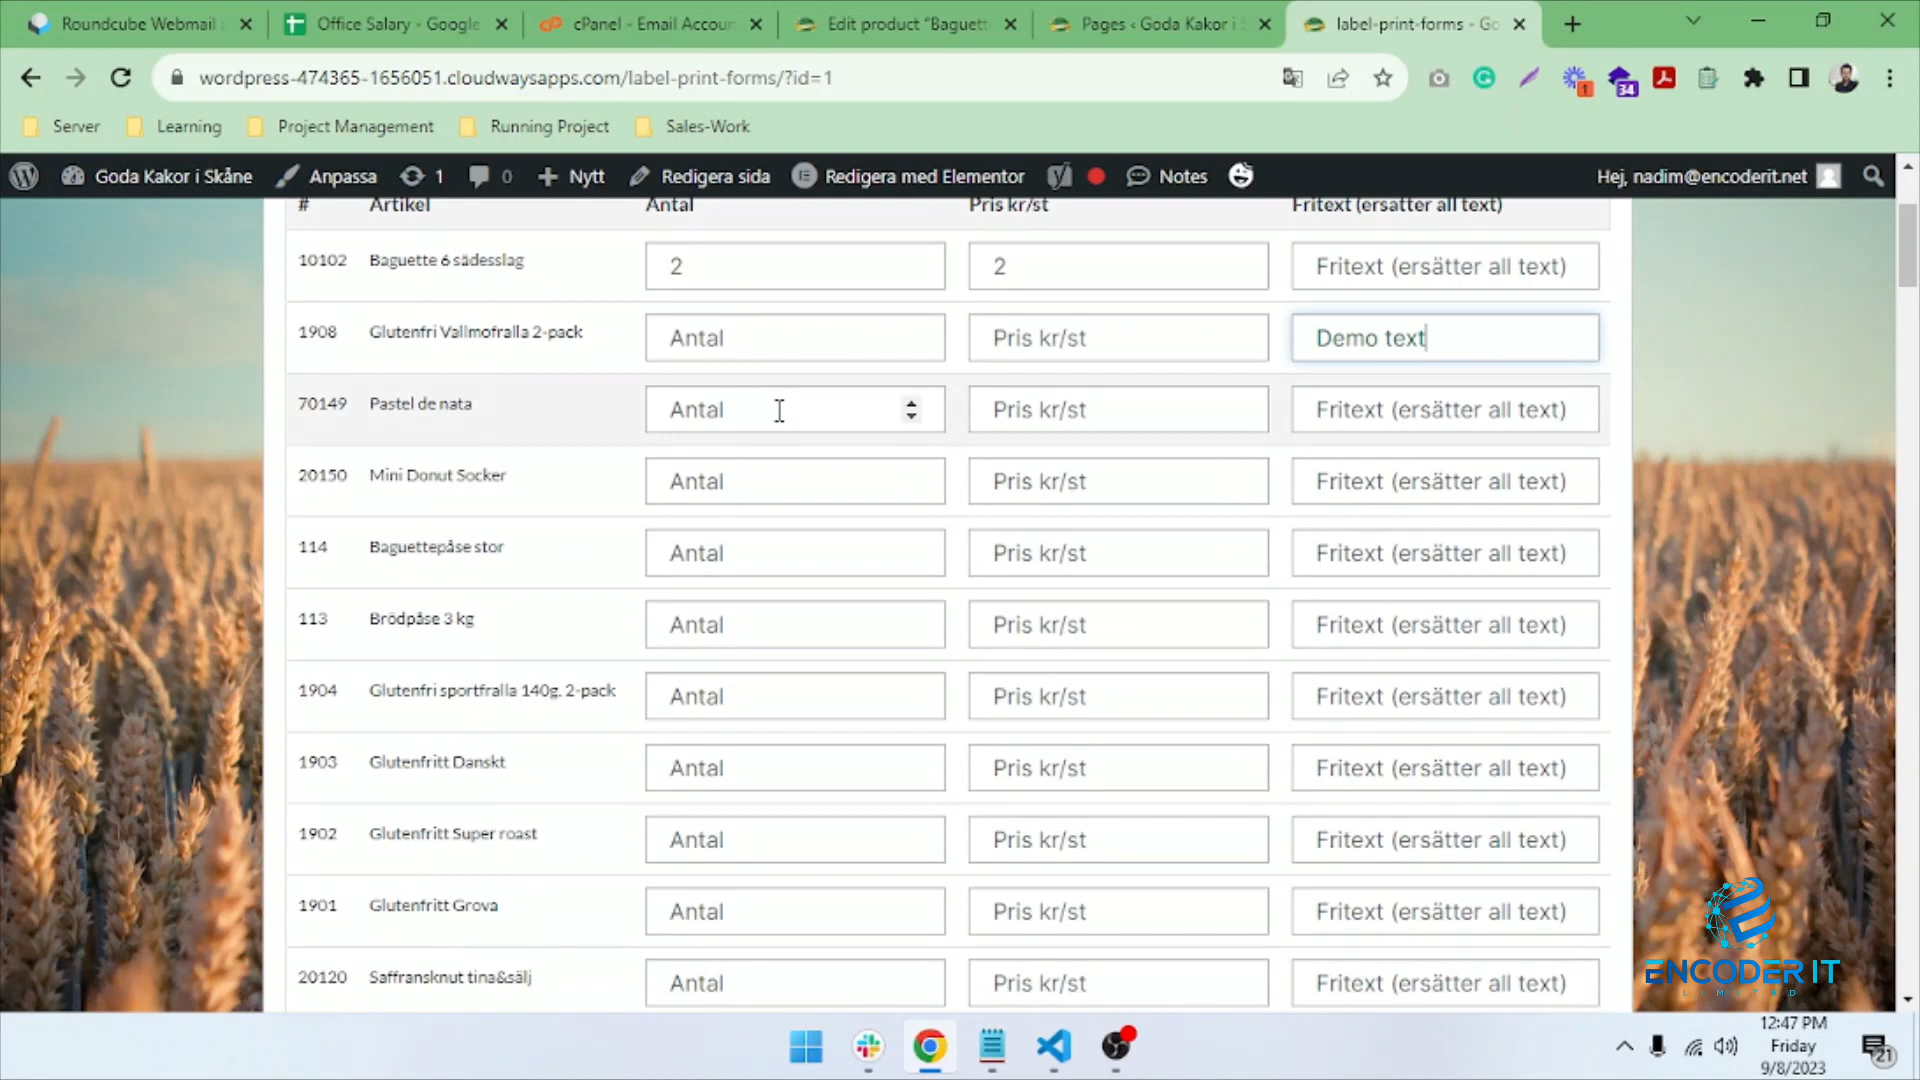 Roundcube Webmail
Office Salary - Google
cPanel - Email Accoun
Edit product "Baguett
Pages ‹ Goda Kakor i S
label-print-forms - Go
wordpress-474365-1656051.cloudwaysapps.com/label-print-forms/?id=1
1
34
Server
Learning
Project Management
Running Project
Sales-Work
Goda Kakor i Skåne
Anpassa
1
0
Nytt
Redigera sida
Redigera med Elementor
Notes
Hej, nadim@encoderit.net
# Artikel Antal Pris kr/st Fritext (ersätter all text)
10102 Baguette 6 sädesslag 2 2 Fritext (ersätter all text)
1908 Glutenfri Vallmofralla 2-pack Antal Pris kr/st Demo text
70149 Pastel de nata Antal Pris kr/st Fritext (ersätter all text)
20150 Mini Donut Socker Antal Pris kr/st Fritext (ersätter all text)
114 Baguettepåse stor Antal Pris kr/st Fritext (ersätter all text)
113 Brödpåse 3 kg Antal Pris kr/st Fritext (ersätter all text)
1904 Glutenfri sportfralla 140g. 2-pack Antal Pris kr/st Fritext (ersätter all text)
1903 Glutenfritt Danskt Antal Pris kr/st Fritext (ersätter all text)
1902 Glutenfritt Super roast Antal Pris kr/st Fritext (ersätter all text)
1901 Glutenfritt Grova Antal Pris kr/st Fritext (ersätter all text)
20120 Saffransknut tina&sälj Antal Pris kr/st Fritext (ersätter all text)
ENCODER IT
LIMITED
12:47 PM
Friday
9/8/2023
21